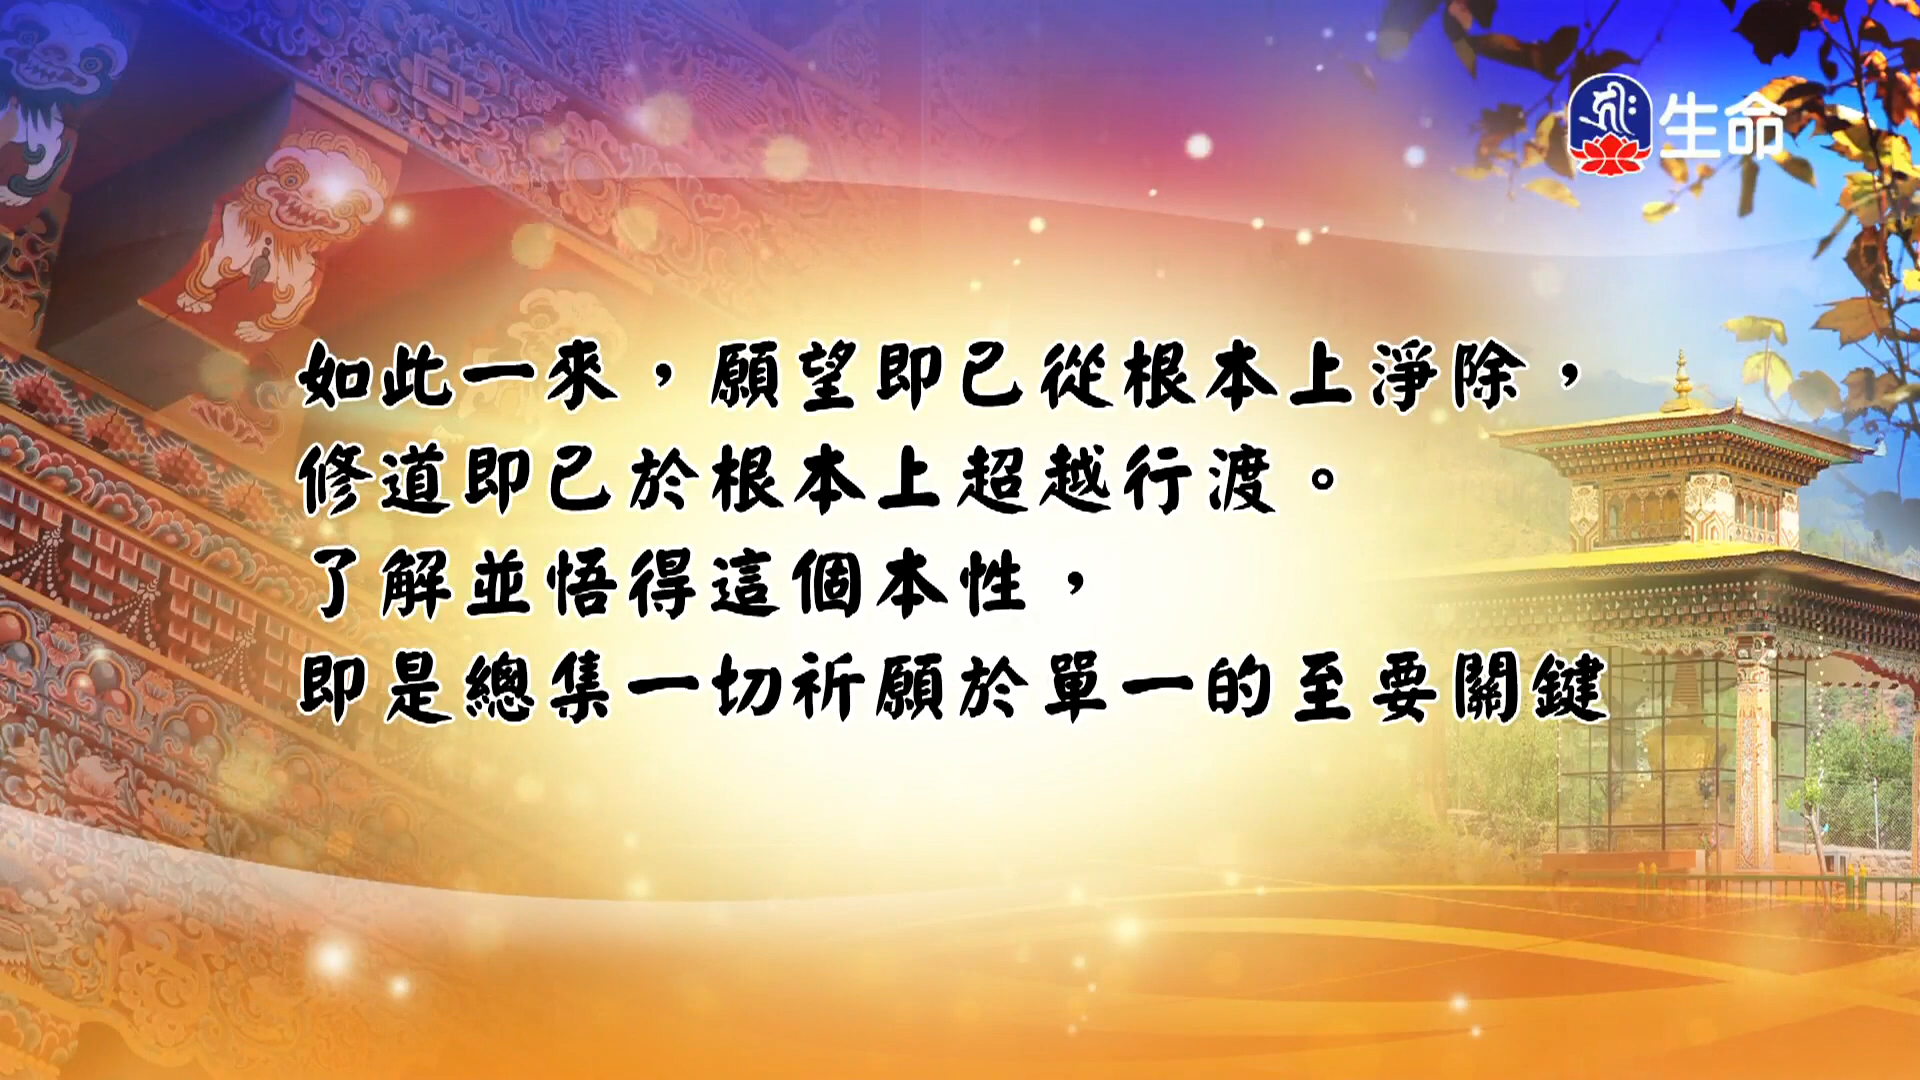 生命
如此一來，願望即已從根本上淨除，
修道即已於根本上超越行渡。
了解並悟得這個本性，
即是總集一切祈願於單一的至要關鍵